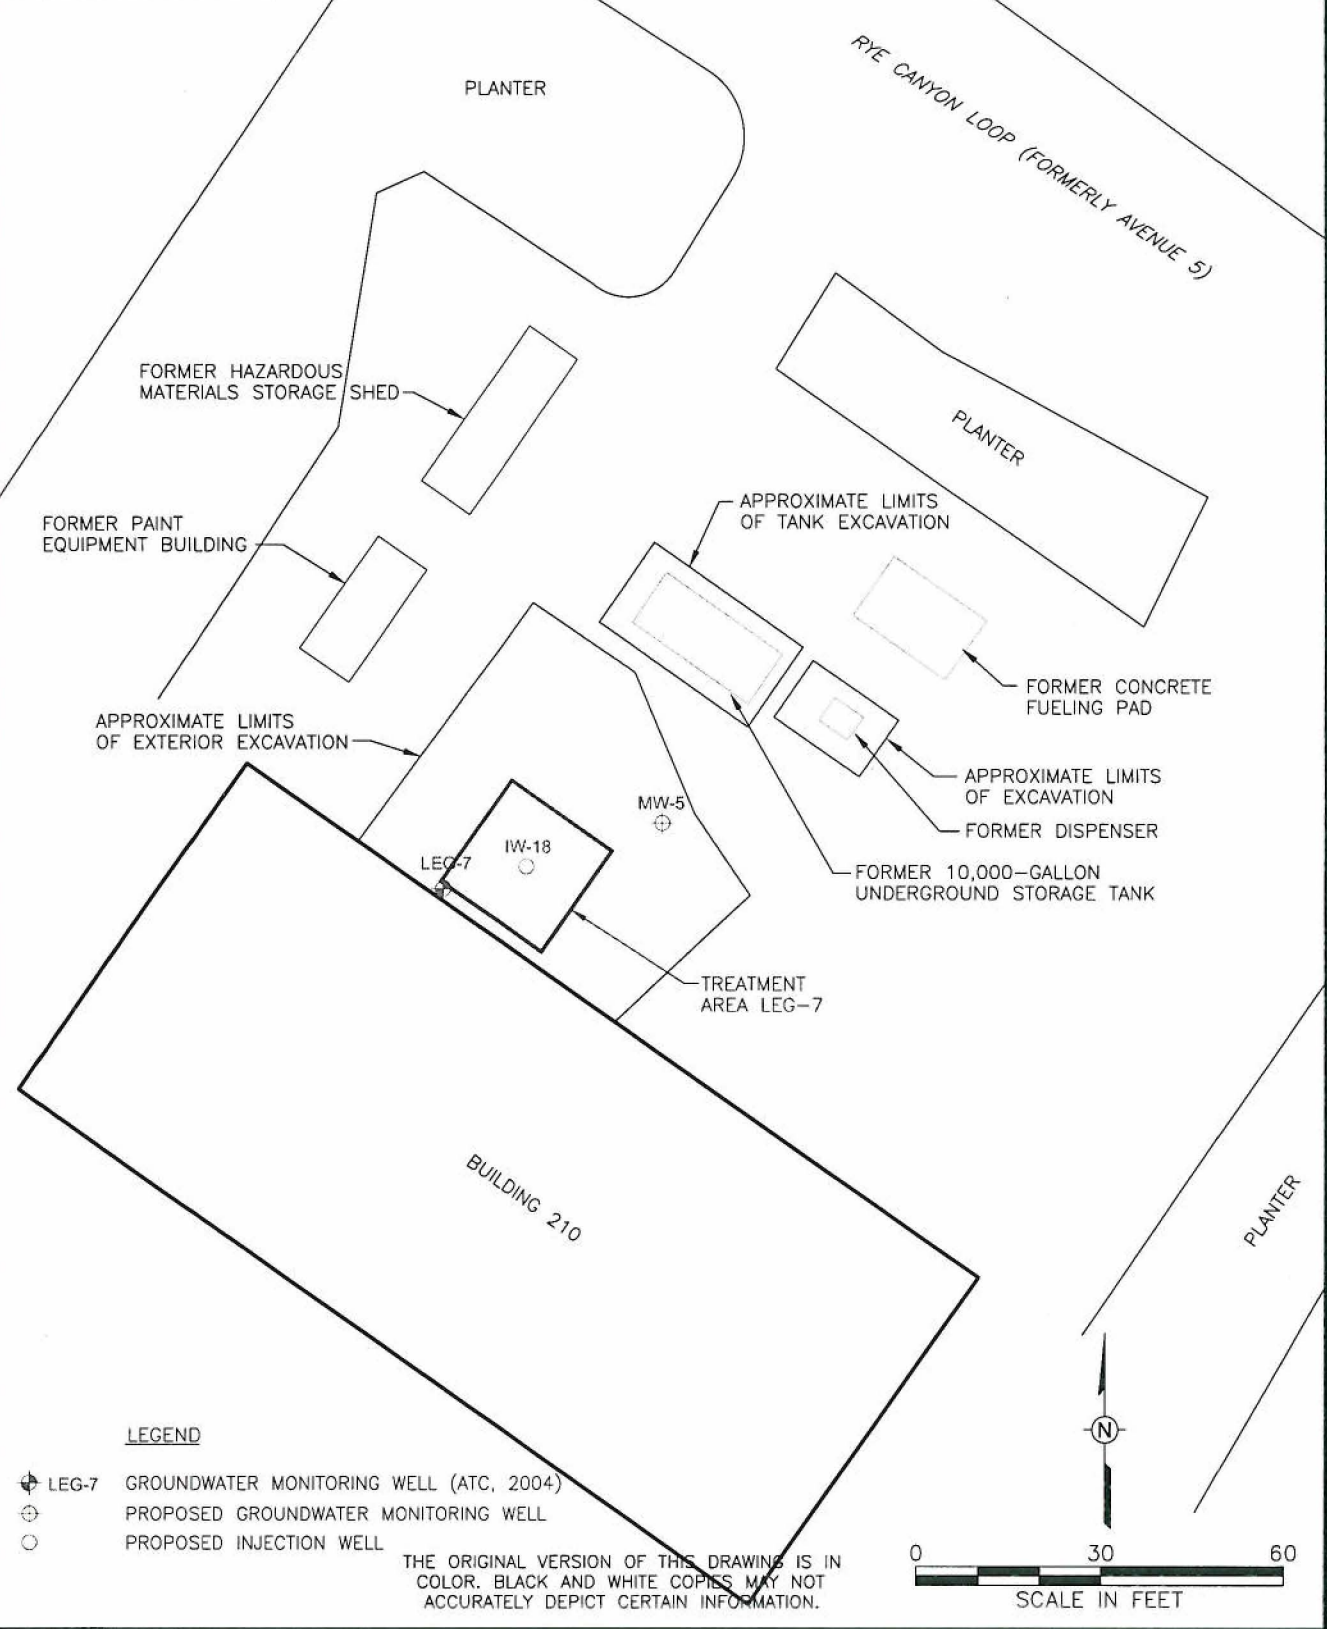 PLANTER
RYE CANYON LOOP (FORMERLY AVENUE 5)
FORMER HAZARDOUS
MATERIALS STORAGE SHED
PLANTER
APPROXIMATE LIMITS
OF TANK EXCAVATION
FORMER PAINT
EQUIPMENT BUILDING
FORMER CONCRETE
FUELING PAD
APPROXIMATE LIMITS
OF EXTERIOR EXCAVATION
APPROXIMATE LIMITS
OF EXCAVATION
MW-5
FORMER DISPENSER
IW-18
LEG-7
FORMER 10,000-GALLON
UNDERGROUND STORAGE TANK
TREATMENT
AREA LEG-7
BUILDING 210
PLANTER
N
LEGEND
LEG-7 GROUNDWATER MONITORING WELL (ATC, 2004)
PROPOSED GROUNDWATER MONITORING WELL
PROPOSED INJECTION WELL
THE ORIGINAL VERSION OF THIS DRAWING IS IN
COLOR. BLACK AND WHITE COPIES MAY NOT
ACCURATELY DEPICT CERTAIN INFORMATION.
0 30 60
SCALE IN FEET